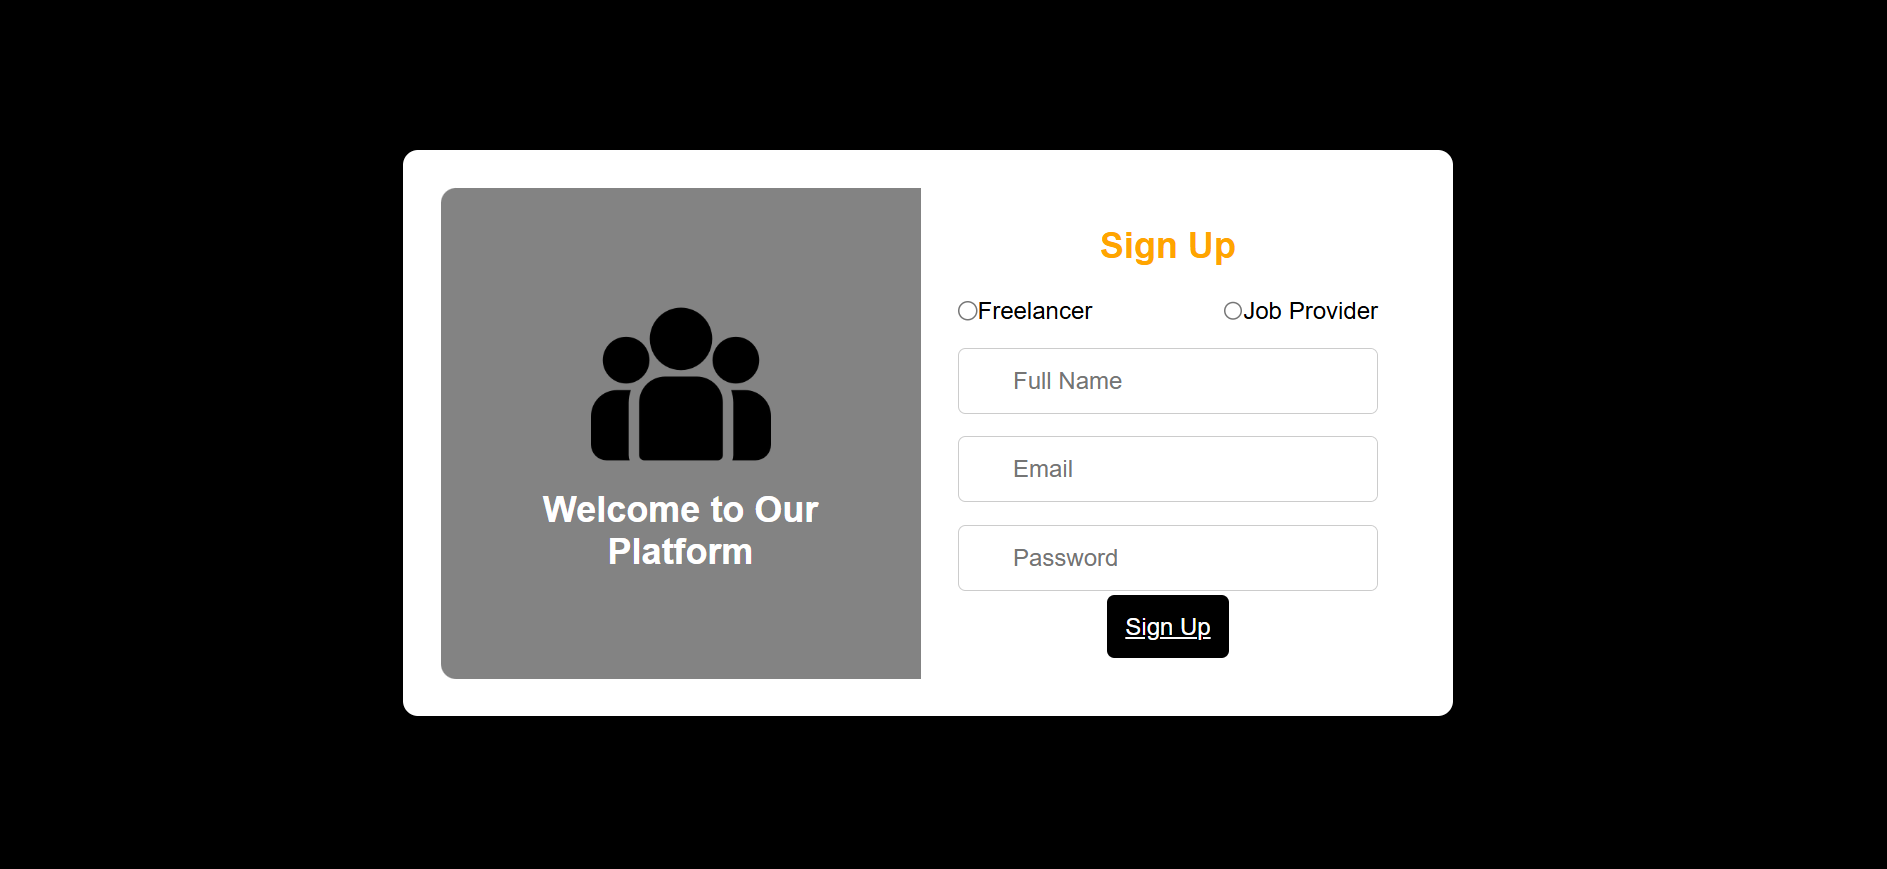 Welcome to Our
Platform
Sign Up
Freelancer
Job Provider
Full Name
Email
Password
Sign Up